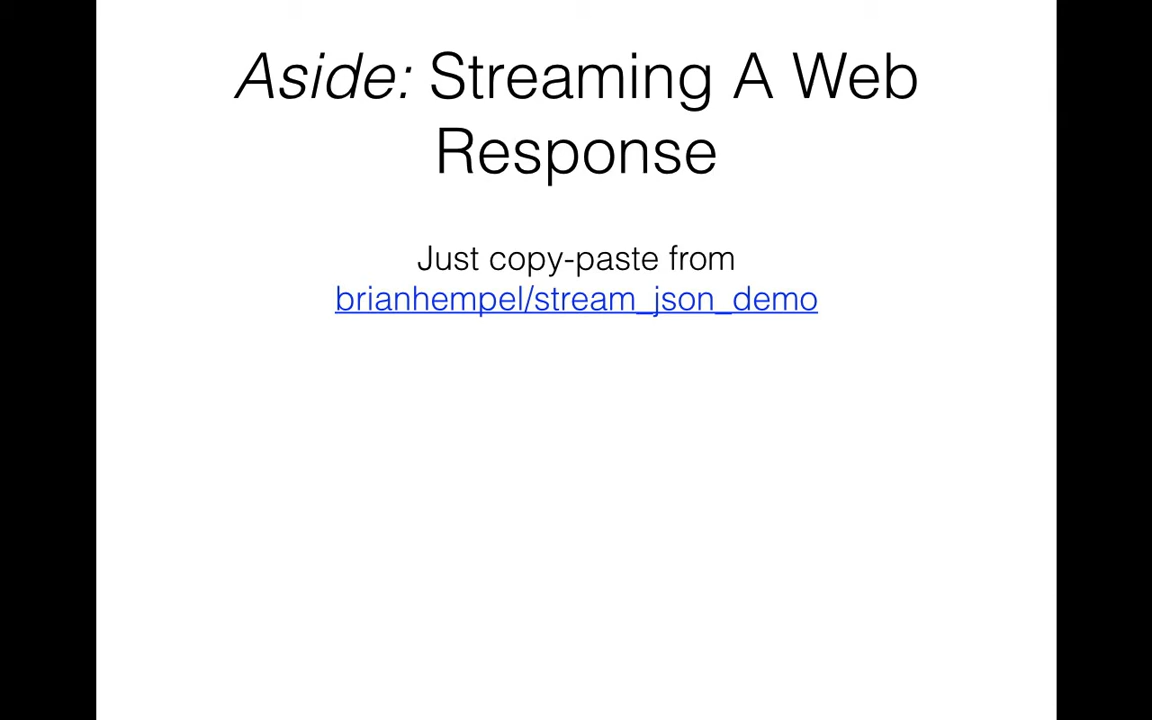 Aside: Streaming A Web
Response
Just copy-paste from
brianhempel/stream_json_demo